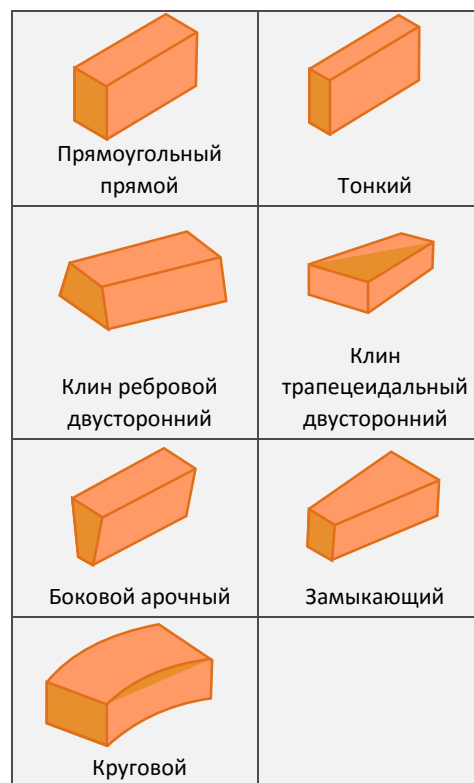 Прямоугольный
прямой
Тонкий
Клин ребровой
двусторонний
Клин
трапецеидальный
двусторонний
Боковой арочный
Замыкающий
Круговой